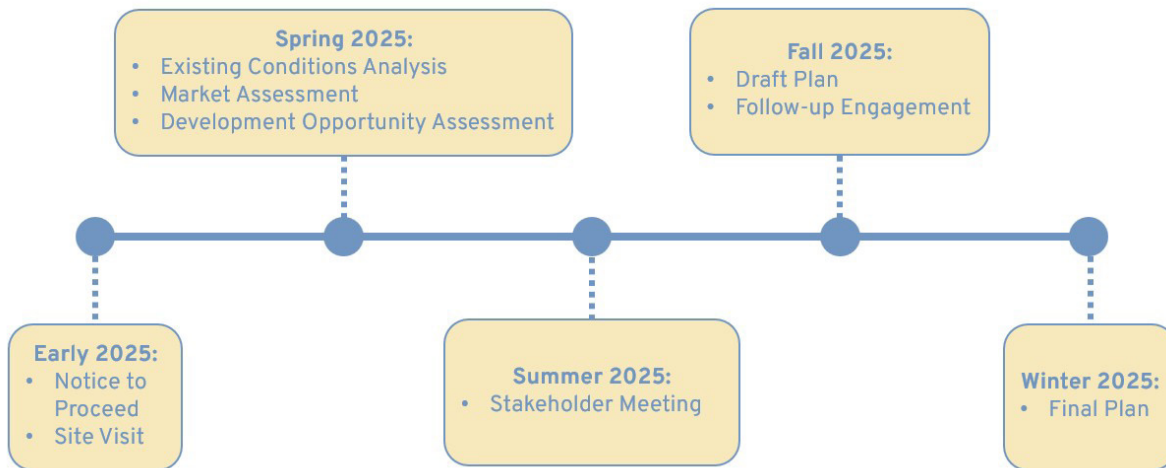 Spring 2025:
• Existing Conditions Analysis
• Market Assessment
• Development Opportunity Assessment
Fall 2025:
• Draft Plan
• Follow-up Engagement
Early 2025:
• Notice to
Proceed
• Site Visit
Summer 2025:
• Stakeholder Meeting
Winter 2025:
• Final Plan